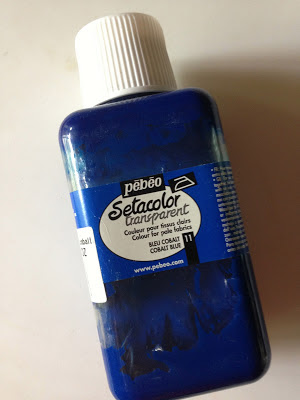 pébéo
Setacolor
transparent
Couleur pour tissus clairs
Colour for pale fabrics
BLEU COBALT
COBALT BLUE
11
www.pebeo.com